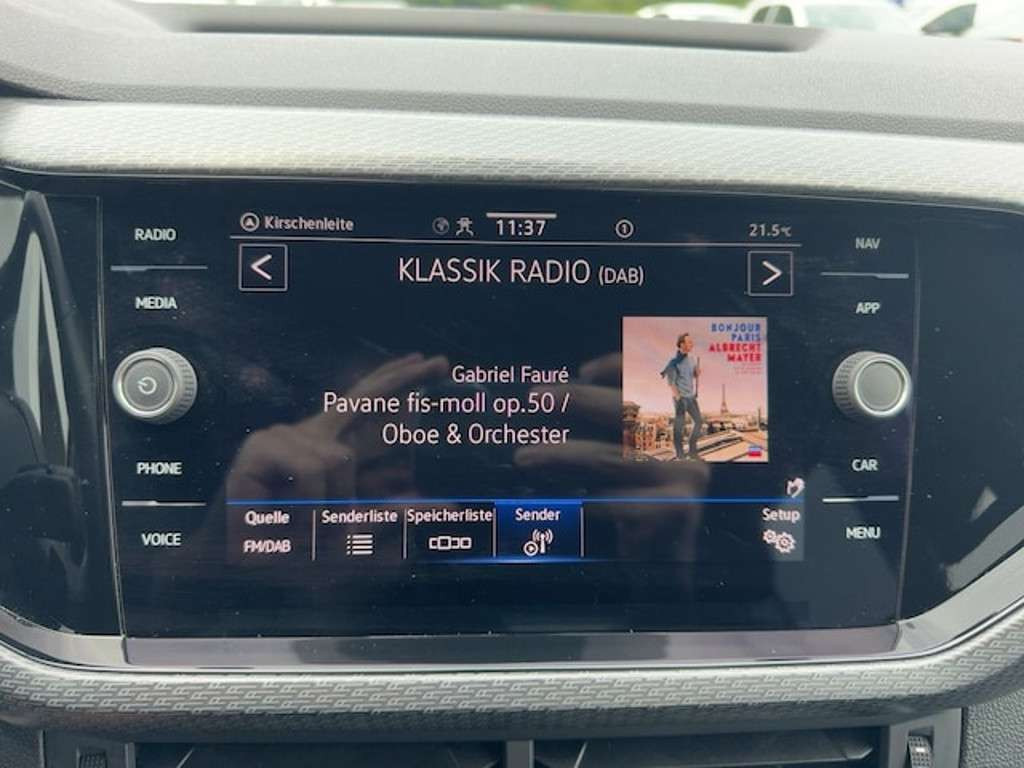 RADIO
MEDIA
PHONE
VOICE
Kirschenleite
11:37
1
21.5°C
KLASSIK RADIO (DAB)
Gabriel Fauré
Pavane fis-moll op.50 /
Oboe & Orchester
BONJOUR
PARIS
ALBRECHT
MAYER
Quelle
FM/DAB
Senderliste
Speicherliste
Sender
Setup
NAV
APP
CAR
MENU